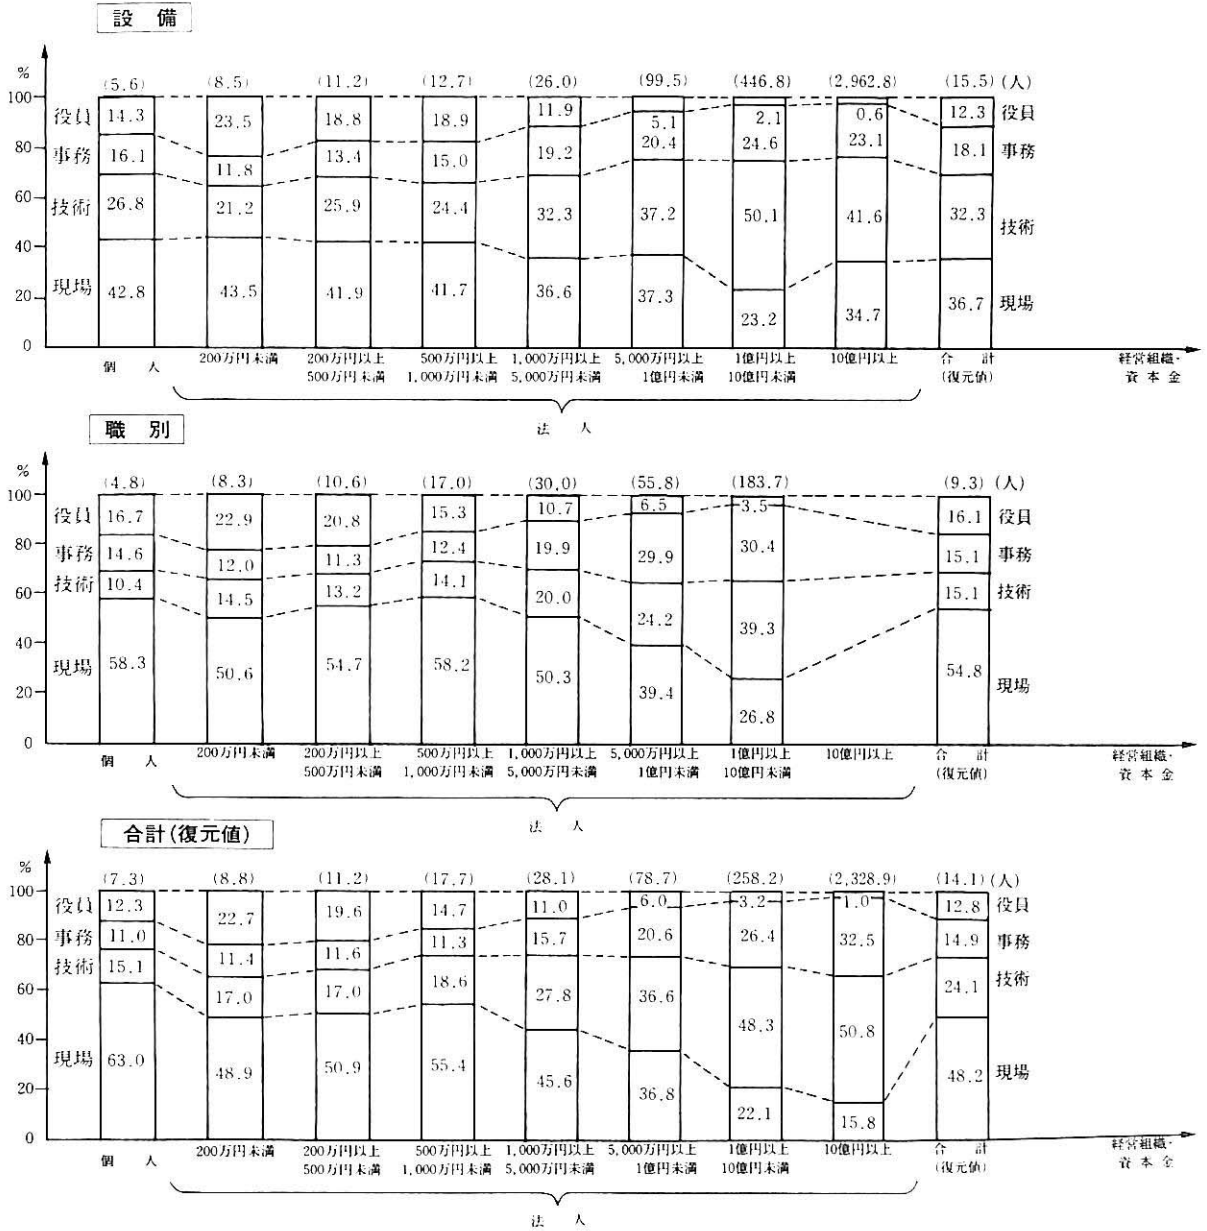 設備
%
(5.6) (8.5) (11.2) (12.7) (26.0) (99.5) (446.8) (2,962.8) (15.5) (人)
100
役員 14.3 23.5 18.8 18.9 11.9 5.1 2.1 0.6 12.3 役員
80
事務 16.1 11.8 13.4 15.0 19.2 20.4 24.6 23.1 18.1 事務
60
技術 26.8 21.2 25.9 24.4 32.3 37.2 50.1 41.6 32.3 技術
40
現場 42.8 43.5 41.9 41.7 36.6 37.3 23.2 34.7 36.7 現場
20
0
個人 200万円未満 200万円以上 500万円以上 1,000万円以上 5,000万円以上 1億円以上 10億円以上 合計 経営組織・
500万円未満 1,000万円未満 5,000万円未満 1億円未満 10億円未満 (復元値) 資本金
法人
職別
%
(4.8) (8.3) (10.6) (17.0) (30.0) (55.8) (183.7) (9.3) (人)
100
役員 16.7 22.9 20.8 15.3 10.7 6.5 3.5 16.1 役員
80
事務 14.6 12.0 11.3 12.4 19.9 29.9 30.4 15.1 事務
60
技術 10.4 14.5 13.2 14.1 20.0 24.2 39.3 15.1 技術
40
現場 58.3 50.6 54.7 58.2 50.3 39.4 26.8 54.8 現場
20
0
個人 200万円未満 200万円以上 500万円以上 1,000万円以上 5,000万円以上 1億円以上 10億円以上 合計 経営組織・
500万円未満 1,000万円未満 5,000万円未満 1億円未満 10億円未満 (復元値) 資本金
法人
合計(復元値)
%
(7.3) (8.8) (11.2) (17.7) (28.1) (78.7) (258.2) (2,328.9) (14.1) (人)
100
役員 12.3 22.7 19.6 14.7 11.0 6.0 3.2 1.0 12.8 役員
80
事務 11.0 11.4 11.6 11.3 15.7 20.6 26.4 32.5 14.9 事務
技術 15.1 17.0 17.0 18.6 27.8 36.6 48.3 50.8 24.1 技術
60
40
現場 63.0 48.9 50.9 55.4 45.6 36.8 22.1 15.8 48.2 現場
20
0
個人 200万円未満 200万円以上 500万円以上 1,000万円以上 5,000万円以上 1億円以上 10億円以上 合計 経営組織・
500万円未満 1,000万円未満 5,000万円未満 1億円未満 10億円未満 (復元値) 資本金
法人